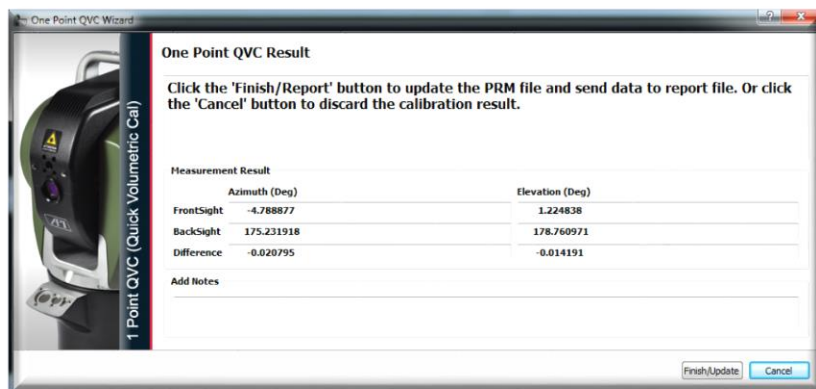 One Point QVC Wizard
One Point QVC Result
Click the 'Finish/Report' button to update the PRM file and send data to report file. Or click
the 'Cancel' button to discard the calibration result.
Measurement Result
Azimuth (Deg) Elevation (Deg)
FrontSight -4.788877 1.224838
BackSight 175.231918 178.760971
Difference -0.020795 -0.014191
Add Notes
1 Point QVC (Quick Volumetric Cal)
API
Finish/Update Cancel